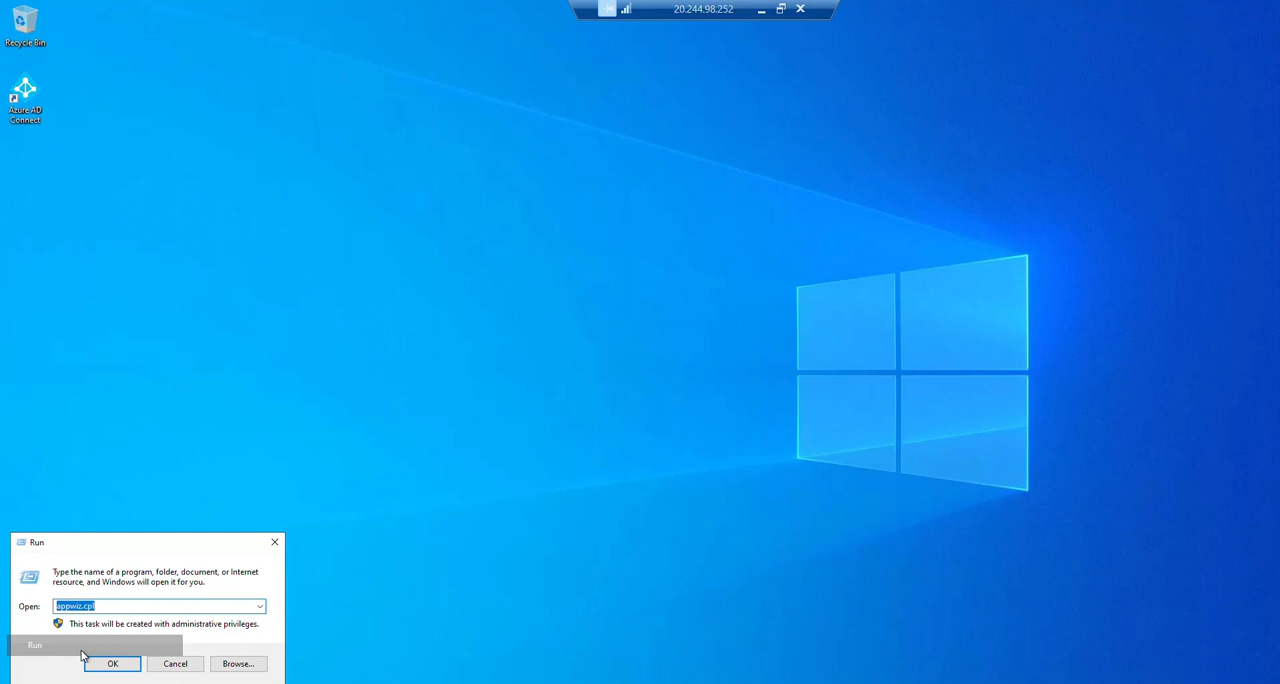 20.244.98.252
Recycle Bin
Azure AD
Connect
Run
Type the name of a program, folder, document, or Internet
resource, and Windows will open it for you.
Open: appwiz.cpl
This task will be created with administrative privileges.
Run
OK Cancel Browse...